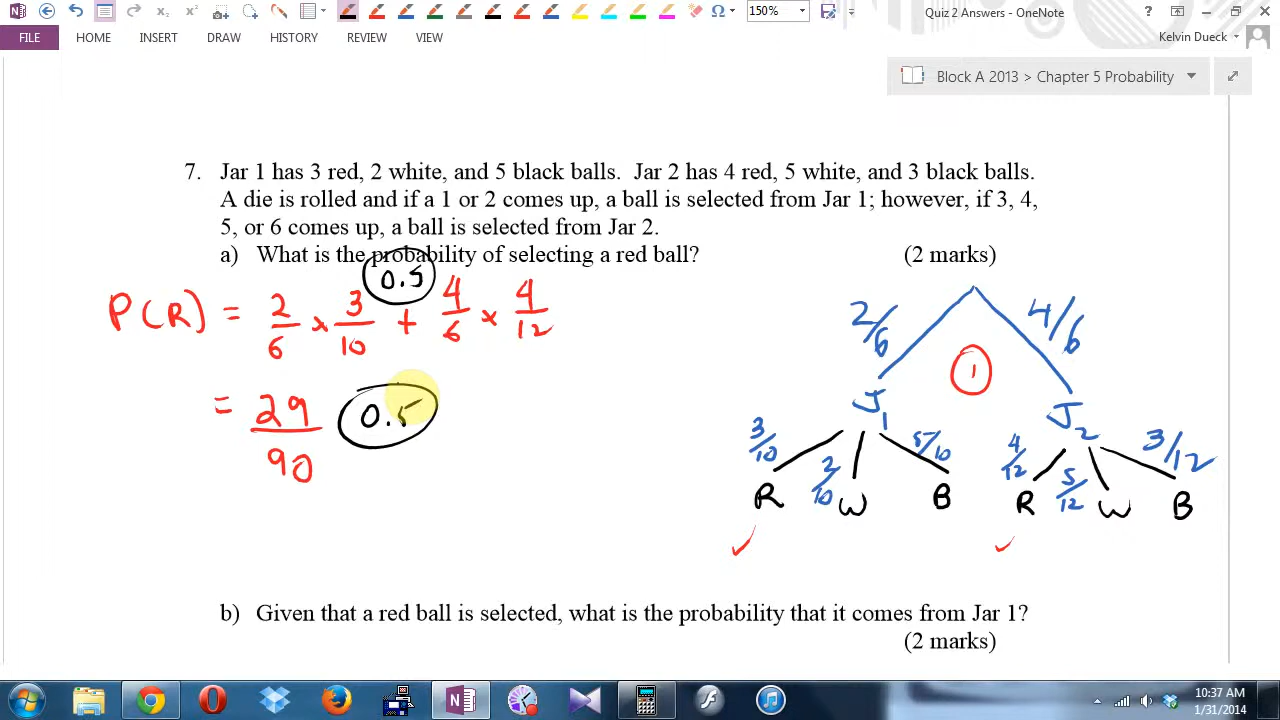 150%
Quiz 2 Answers - OneNote
?
FILE HOME INSERT DRAW HISTORY REVIEW VIEW
Kelvin Dueck
Block A 2013 > Chapter 5 Probability
7. Jar 1 has 3 red, 2 white, and 5 black balls. Jar 2 has 4 red, 5 white, and 3 black balls.
A die is rolled and if a 1 or 2 comes up, a ball is selected from Jar 1; however, if 3, 4,
5, or 6 comes up, a ball is selected from Jar 2.
a) What is the probability of selecting a red ball? (2 marks)
0.5
P(R) = 2/6 × 3/10 + 4/6 × 4/12
= 29/90 0.5
2/6 4/6
1
J1 J2
3/10 2/10 5/10 4/12 5/12 3/12
R W B R W B
b) Given that a red ball is selected, what is the probability that it comes from Jar 1?
(2 marks)
10:37 AM
1/31/2014